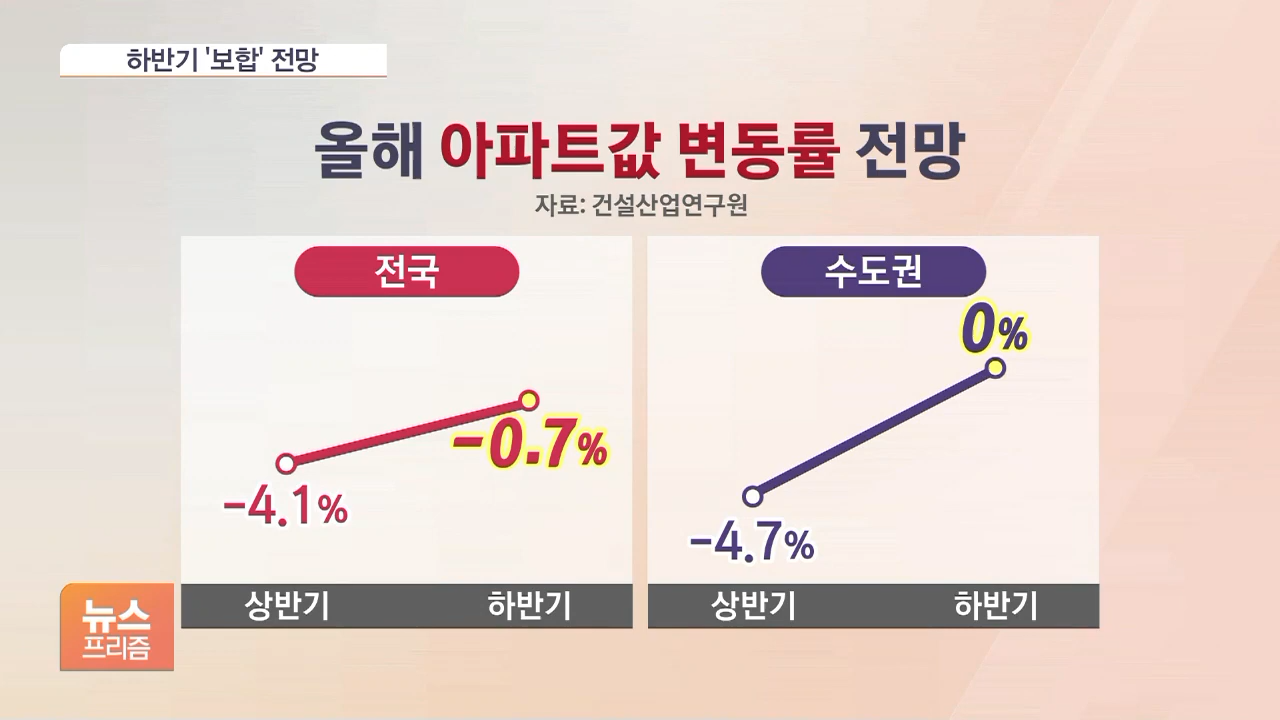 하반기 '보합' 전망
올해 아파트값 변동률 전망
자료: 건설산업연구원
전국
-4.1%
-0.7%
상반기 하반기
수도권
0%
-4.7%
상반기 하반기
뉴스
프리즘